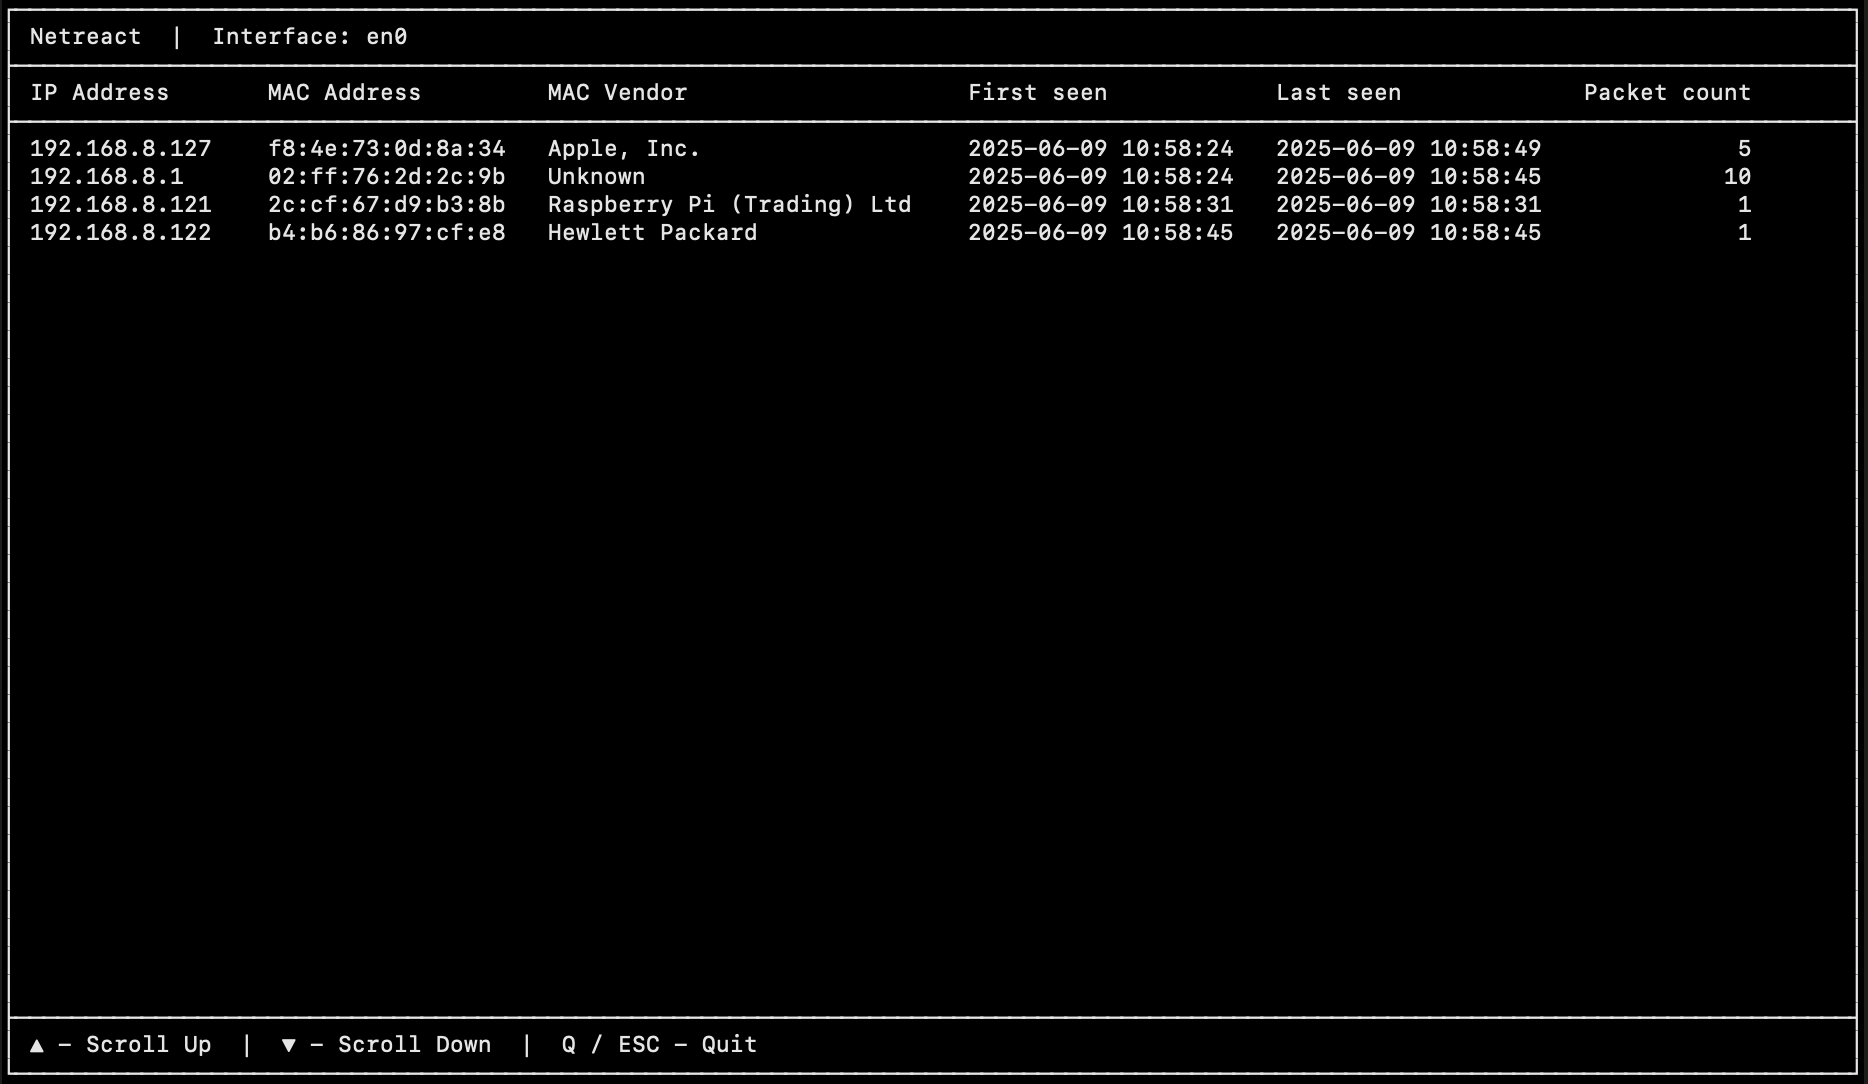 Netreact | Interface: en0
IP Address MAC Address MAC Vendor First seen Last seen Packet count
192.168.8.127 f8:4e:73:0d:8a:34 Apple, Inc. 2025-06-09 10:58:24 2025-06-09 10:58:49 5
192.168.8.1 02:ff:76:2d:2c:9b Unknown 2025-06-09 10:58:24 2025-06-09 10:58:45 10
192.168.8.121 2c:cf:67:d9:b3:8b Raspberry Pi (Trading) Ltd 2025-06-09 10:58:31 2025-06-09 10:58:31 1
192.168.8.122 b4:b6:86:97:cf:e8 Hewlett Packard 2025-06-09 10:58:45 2025-06-09 10:58:45 1
▲ - Scroll Up | ▼ - Scroll Down | Q / ESC - Quit